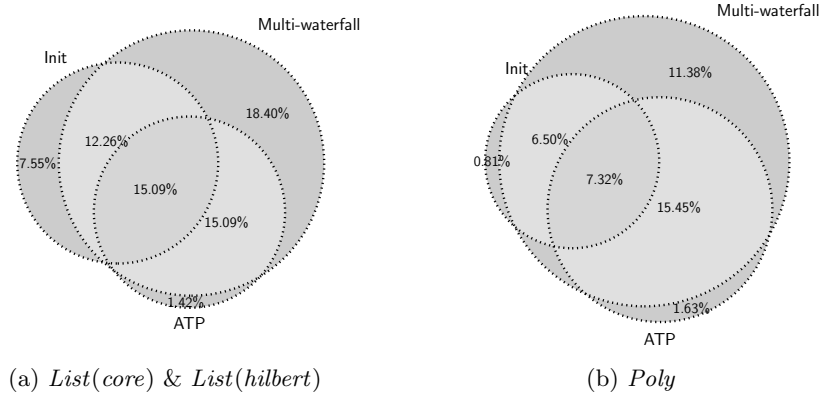 Multi-waterfall
Init
18.40%
12.26%
7.55%
15.09%
15.09%
1.42%
ATP
(a) List(core) & List(hilbert)
Multi-waterfall
Init
11.38%
6.50%
0.81%
7.32%
15.45%
1.63%
ATP
(b) Poly